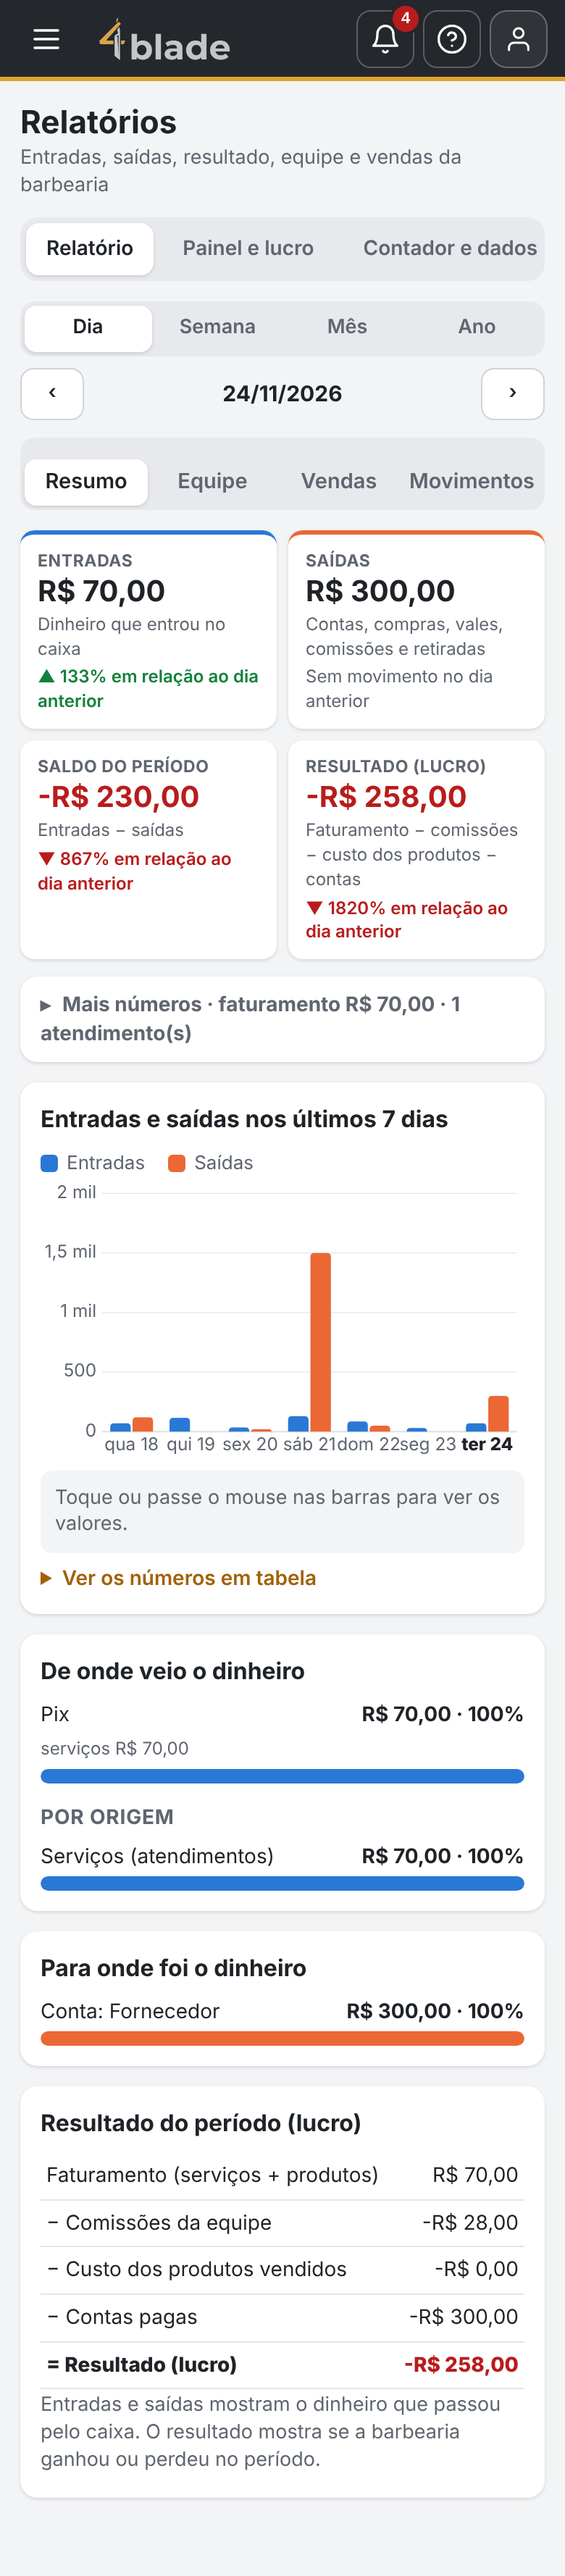 4blade
4
Relatórios
Entradas, saídas, resultado, equipe e vendas da
barbearia
Relatório
Painel e lucro
Contador e dados
Dia
Semana
Mês
Ano
‹
24/11/2026
›
Resumo
Equipe
Vendas
Movimentos
ENTRADAS
R$ 70,00
Dinheiro que entrou no
caixa
▲ 133% em relação ao dia
anterior
SAÍDAS
R$ 300,00
Contas, compras, vales,
comissões e retiradas
Sem movimento no dia
anterior
SALDO DO PERÍODO
-R$ 230,00
Entradas − saídas
▼ 867% em relação ao
dia anterior
RESULTADO (LUCRO)
-R$ 258,00
Faturamento − comissões
− custo dos produtos −
contas
▼ 1820% em relação ao
dia anterior
▸ Mais números · faturamento R$ 70,00 · 1
atendimento(s)
Entradas e saídas nos últimos 7 dias
Entradas
Saídas
2 mil
1,5 mil
1 mil
500
0
qua 18 qui 19 sex 20 sáb 21 dom 22 seg 23 ter 24
Toque ou passe o mouse nas barras para ver os
valores.
▸ Ver os números em tabela
De onde veio o dinheiro
Pix R$ 70,00 · 100%
serviços R$ 70,00
POR ORIGEM
Serviços (atendimentos) R$ 70,00 · 100%
Para onde foi o dinheiro
Conta: Fornecedor R$ 300,00 · 100%
Resultado do período (lucro)
Faturamento (serviços + produtos) R$ 70,00
− Comissões da equipe -R$ 28,00
− Custo dos produtos vendidos -R$ 0,00
− Contas pagas -R$ 300,00
= Resultado (lucro) -R$ 258,00
Entradas e saídas mostram o dinheiro que passou
pelo caixa. O resultado mostra se a barbearia
ganhou ou perdeu no período.